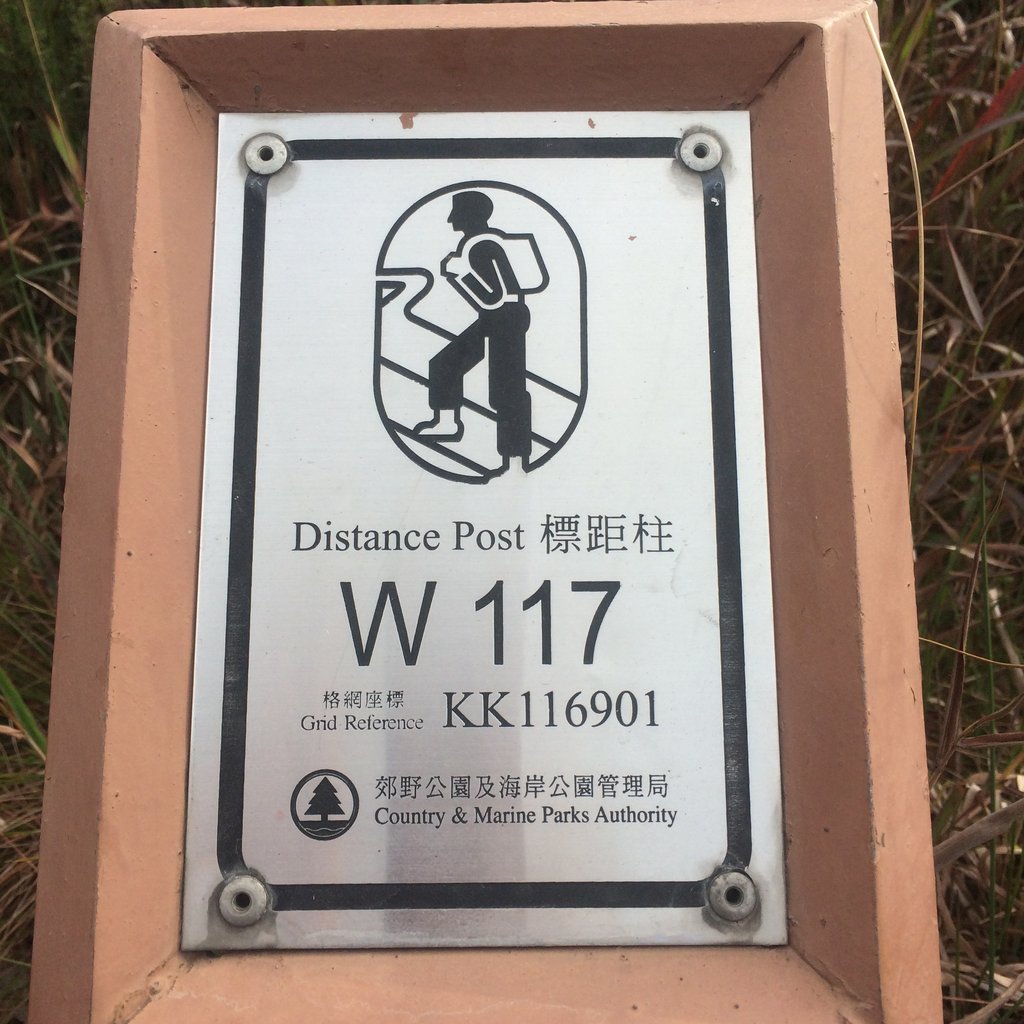 Distance Post 標距柱
W 117
格網座標
Grid Reference KK116901
郊野公園及海岸公園管理局
Country & Marine Parks Authority